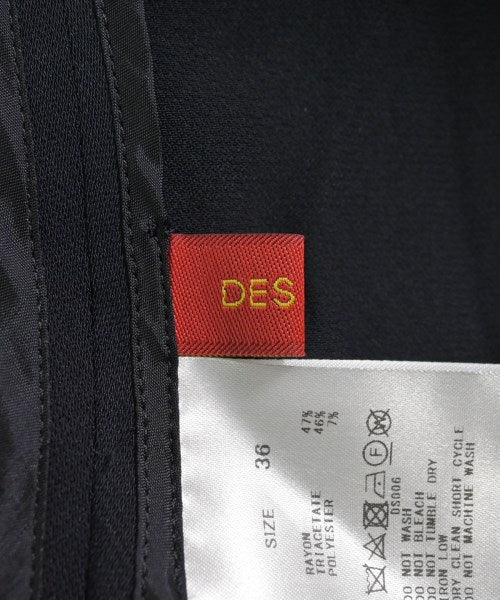 DES
SIZE 36
RAYON 47%
TRIACETATE 46%
POLYESTER 7%
DS006
DO NOT WASH
DO NOT BLEACH
DO NOT TUMBLE DRY
IRON LOW
DRY CLEAN SHORT CYCLE
DO NOT MACHINE WASH